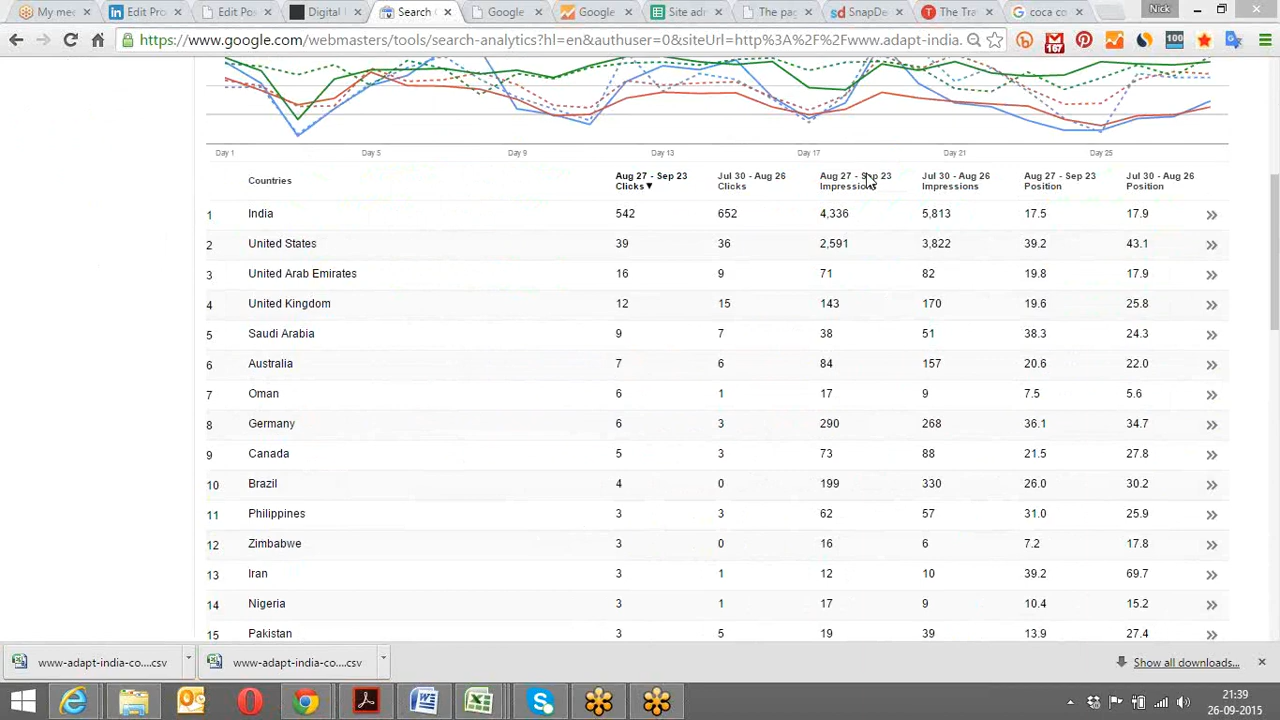 My me
Edit Pro
Edit Po
Digital
Search
Google
Google
Site adr
The pa
SnapDe
The Tra
coca co
Nick
https://www.google.com/webmasters/tools/search-analytics?hl=en&authuser=0&siteUrl=http%3A%2F%2Fwww.adapt-india.
167
100
Day 1 Day 5 Day 9 Day 13 Day 17 Day 21 Day 25
Countries Aug 27 - Sep 23 Clicks▼ Jul 30 - Aug 26 Clicks Aug 27 - Sep 23 Impressions Jul 30 - Aug 26 Impressions Aug 27 - Sep 23 Position Jul 30 - Aug 26 Position
1 India 542 652 4,336 5,813 17.5 17.9 »
2 United States 39 36 2,591 3,822 39.2 43.1 »
3 United Arab Emirates 16 9 71 82 19.8 17.9 »
4 United Kingdom 12 15 143 170 19.6 25.8 »
5 Saudi Arabia 9 7 38 51 38.3 24.3 »
6 Australia 7 6 84 157 20.6 22.0 »
7 Oman 6 1 17 9 7.5 5.6 »
8 Germany 6 3 290 268 36.1 34.7 »
9 Canada 5 3 73 88 21.5 27.8 »
10 Brazil 4 0 199 330 26.0 30.2 »
11 Philippines 3 3 62 57 31.0 25.9 »
12 Zimbabwe 3 0 16 6 7.2 17.8 »
13 Iran 3 1 12 10 39.2 69.7 »
14 Nigeria 3 1 17 9 10.4 15.2 »
15 Pakistan 3 5 19 39 13.9 27.4 »
www-adapt-india-co....csv
www-adapt-india-co....csv
Show all downloads...
21:39
26-09-2015